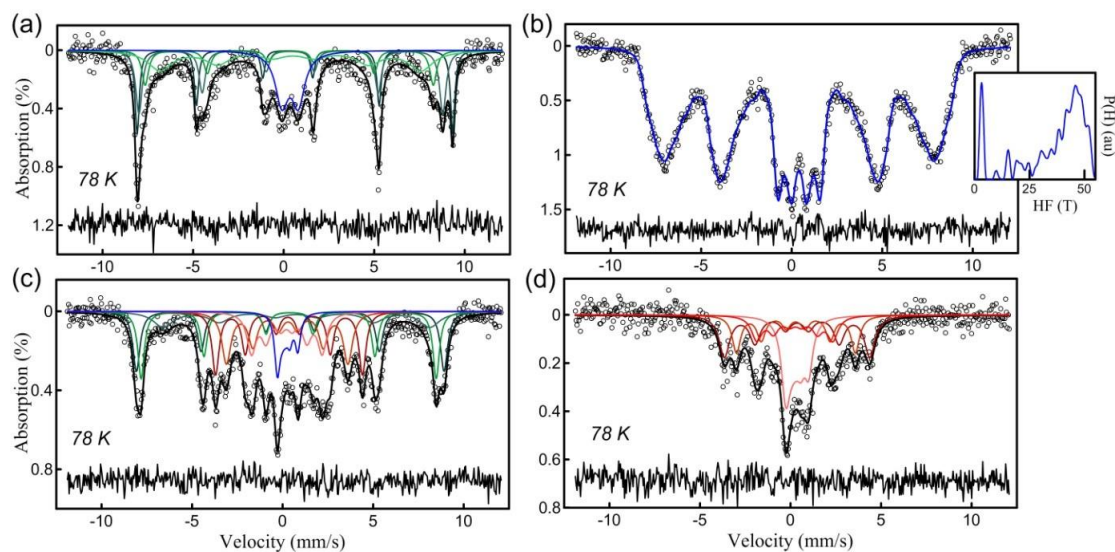 (a)
0
0.4
0.8
1.2
Absorption (%)
78 K
-10 -5 0 5 10
(b)
0
0.5
1
1.5
78 K
-10 -5 0 5 10
P(H) (au)
0 25 50
HF (T)
(c)
0
0.4
0.8
Absorption (%)
78 K
-10 -5 0 5 10
Velocity (mm/s)
(d)
0
0.2
0.4
0.6
0.8
78 K
-10 -5 0 5 10
Velocity (mm/s)